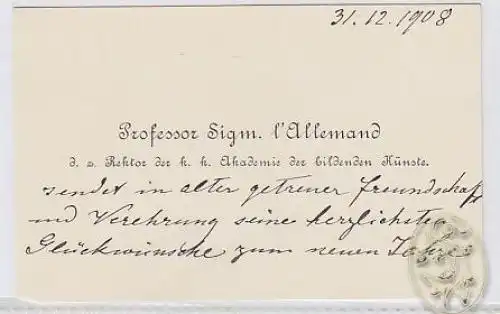 31.12.1908
Professor Sigm. l'Allemand
d. z. Rektor der k. k. Akademie der bildenden Künste.
sendet in alter getreuer Freundschaft
und Verehrung seine herzlichsten
Glückwünsche zum neuen Jahre